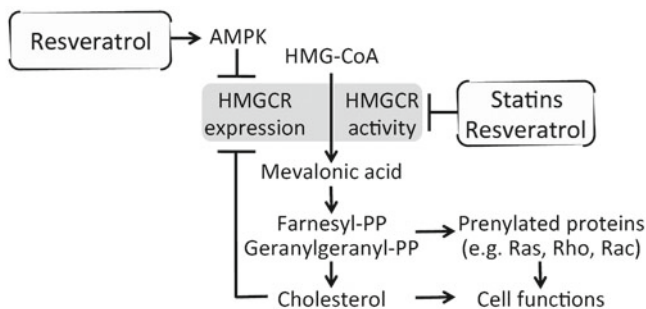 Resveratrol
AMPK
HMG-CoA
HMGCR
expression
HMGCR
activity
Statins
Resveratrol
Mevalonic acid
Farnesyl-PP
Geranylgeranyl-PP
Prenylated proteins
(e.g. Ras, Rho, Rac)
Cholesterol
Cell functions